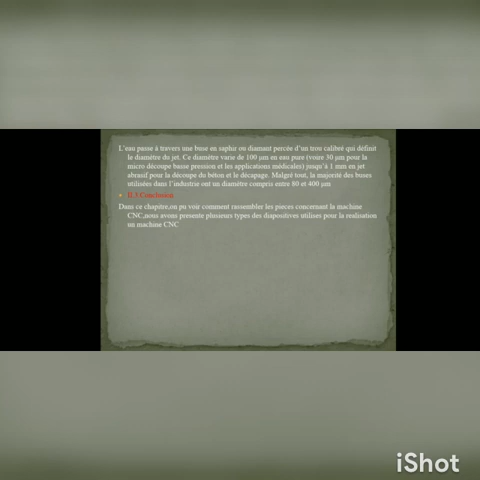 L'eau passe à travers une buse en saphir ou diamant percée d'un trou calibré qui définit
le diamètre du jet. Ce diamètre varie de 100 µm en eau pure (voire 30 µm pour la
micro découpe basse pression et les applications médicales) jusqu'à 1 mm en jet
abrasif pour la découpe du béton et le décapage. Malgré tout, la majorité des buses
utilisées dans l'industrie ont un diamètre compris entre 80 et 400 µm
II.3.Conclusion
Dans ce chapitre,on pu voir comment rassembler les pieces concernant la machine
CNC,nous avons presente plusieurs types des diapositives utilises pour la realisation
un machine CNC
iShot